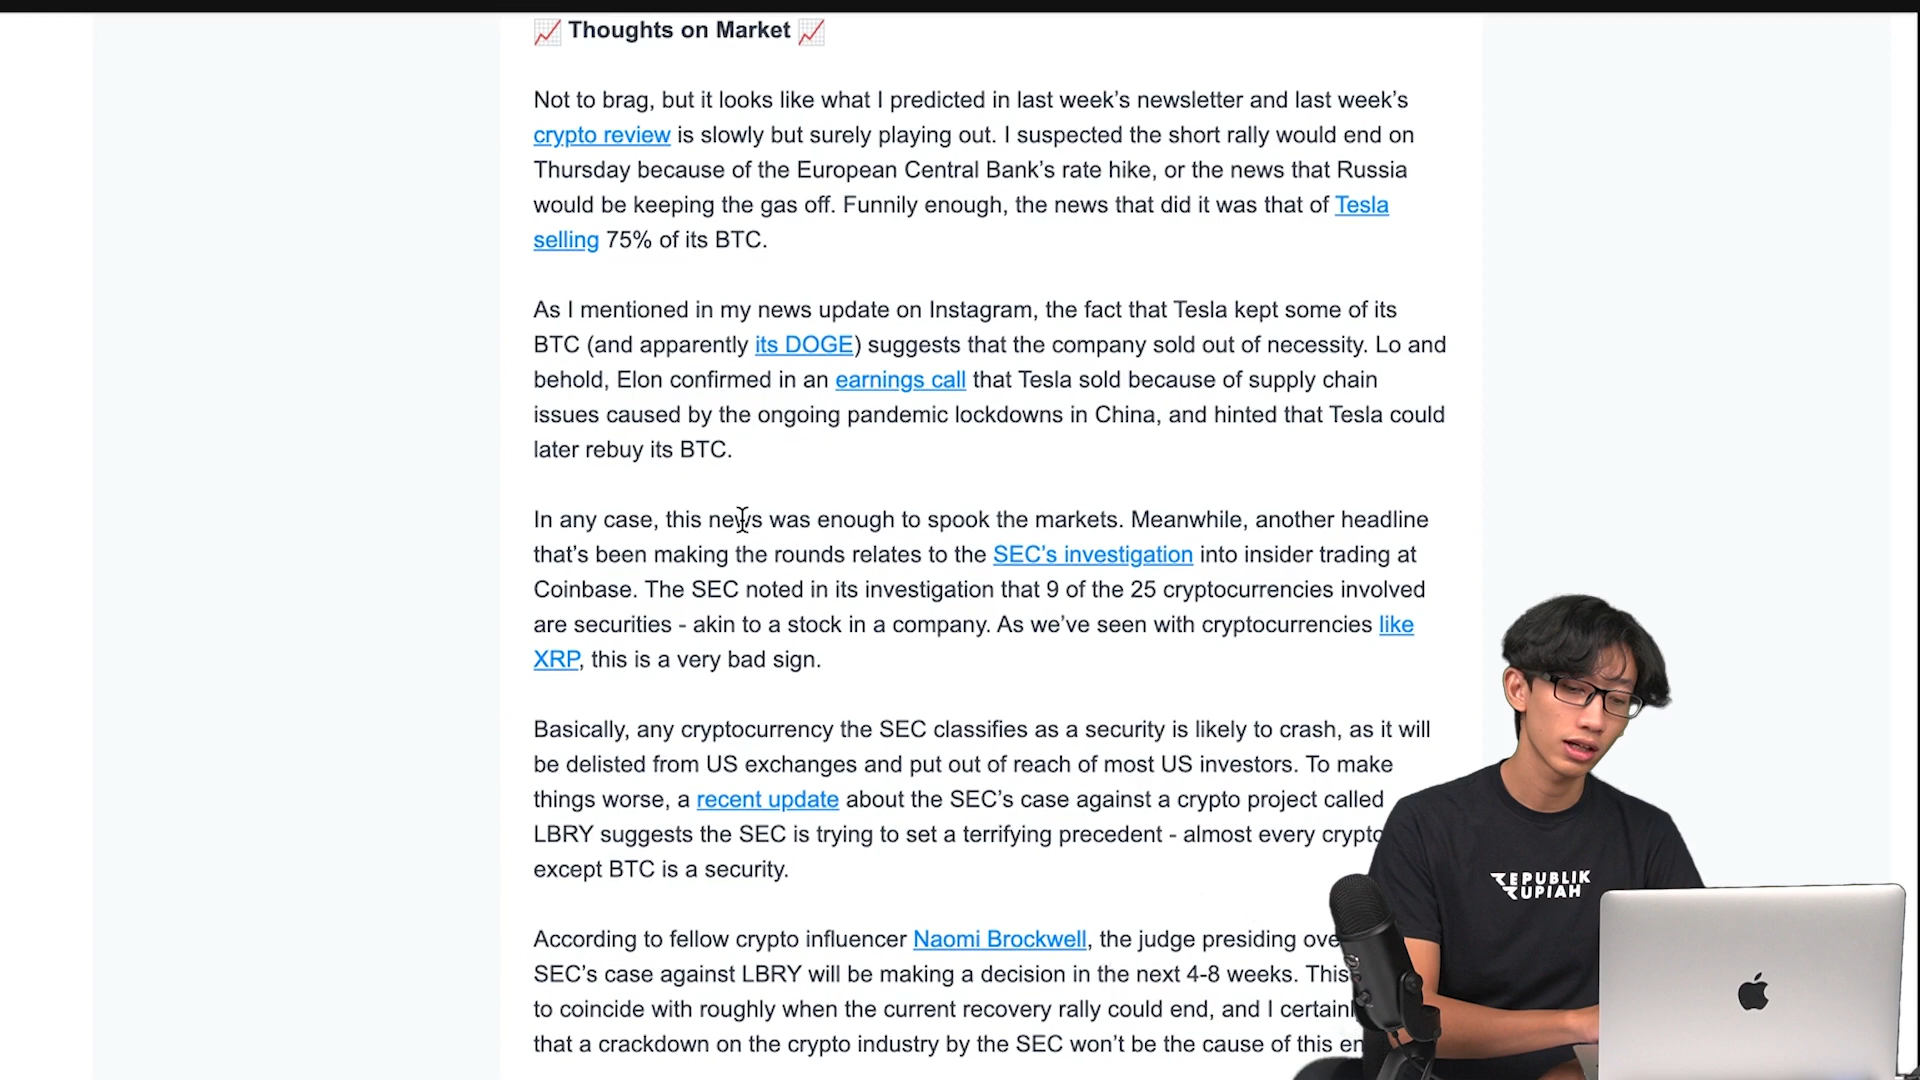 Thoughts on Market
Not to brag, but it looks like what I predicted in last week’s newsletter and last week’s
crypto review is slowly but surely playing out. I suspected the short rally would end on
Thursday because of the European Central Bank’s rate hike, or the news that Russia
would be keeping the gas off. Funnily enough, the news that did it was that of Tesla
selling 75% of its BTC.
As I mentioned in my news update on Instagram, the fact that Tesla kept some of its
BTC (and apparently its DOGE) suggests that the company sold out of necessity. Lo and
behold, Elon confirmed in an earnings call that Tesla sold because of supply chain
issues caused by the ongoing pandemic lockdowns in China, and hinted that Tesla could
later rebuy its BTC.
In any case, this news was enough to spook the markets. Meanwhile, another headline
that’s been making the rounds relates to the SEC’s investigation into insider trading at
Coinbase. The SEC noted in its investigation that 9 of the 25 cryptocurrencies involved
are securities - akin to a stock in a company. As we’ve seen with cryptocurrencies like
XRP, this is a very bad sign.
Basically, any cryptocurrency the SEC classifies as a security is likely to crash, as it will
be delisted from US exchanges and put out of reach of most US investors. To make
things worse, a recent update about the SEC’s case against a crypto project called
LBRY suggests the SEC is trying to set a terrifying precedent - almost every crypto
except BTC is a security.
According to fellow crypto influencer Naomi Brockwell, the judge presiding ove
SEC’s case against LBRY will be making a decision in the next 4-8 weeks. This
to coincide with roughly when the current recovery rally could end, and I certainl
that a crackdown on the crypto industry by the SEC won’t be the cause of this en
REPUBLIK
RUPIAH